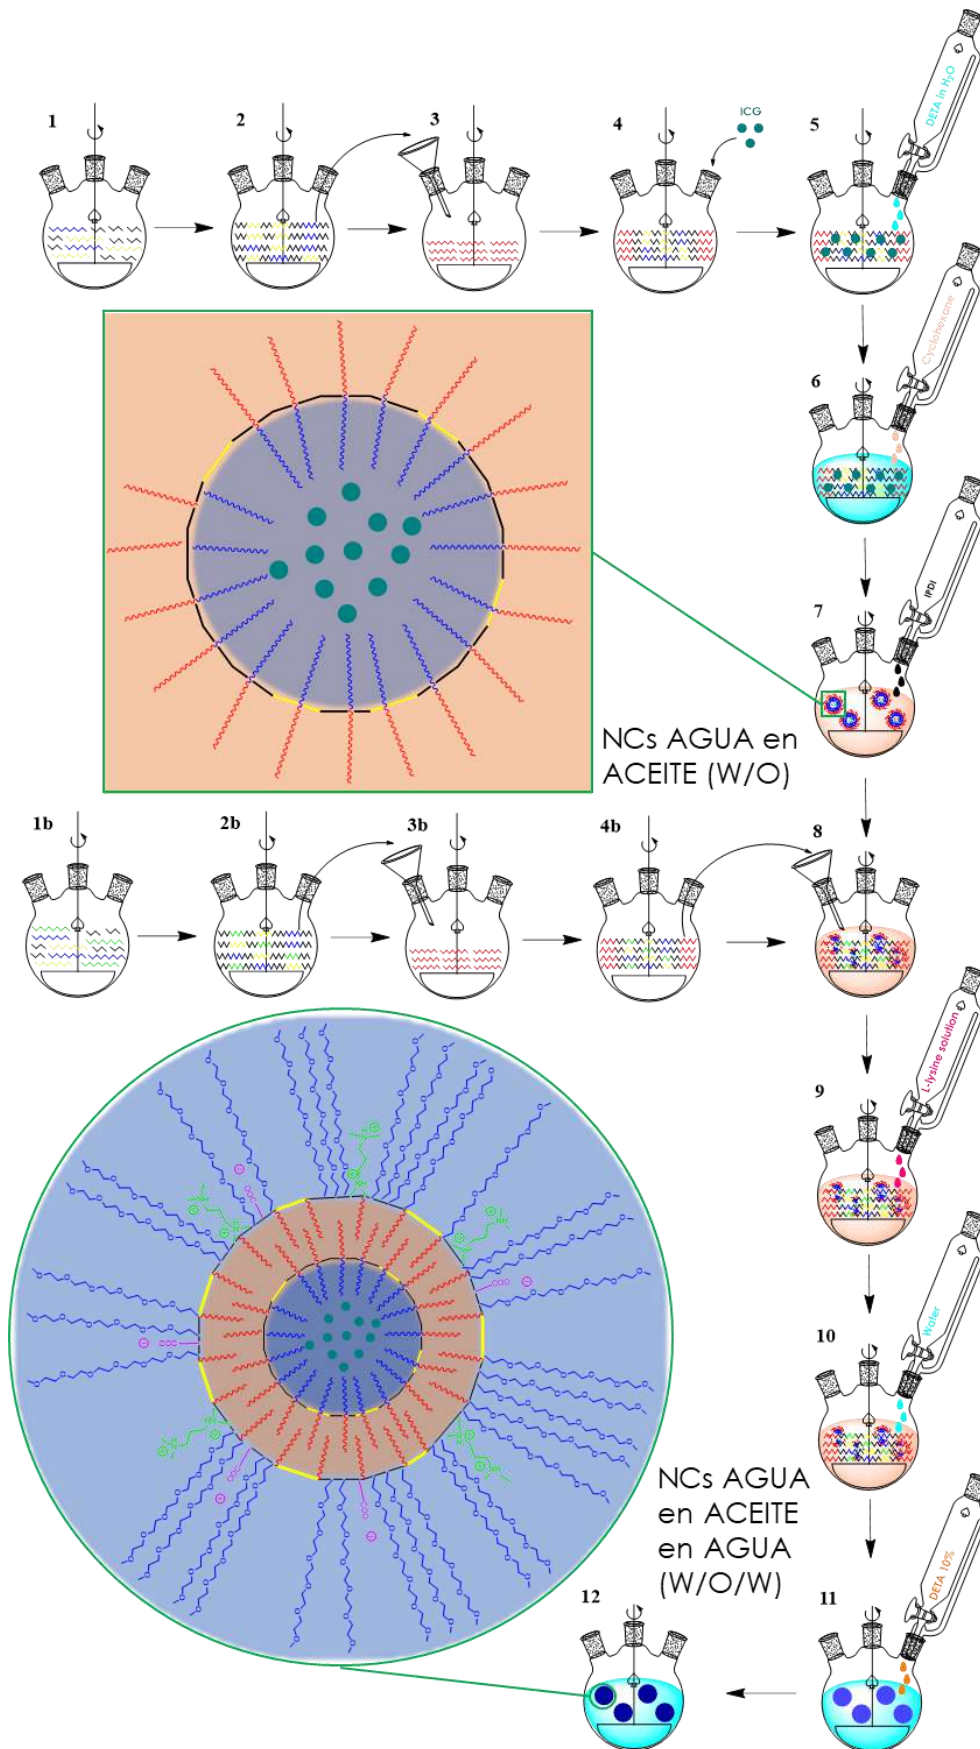 1
2
3
4
ICG
5
DETA in H₂O
6
Cyclohexane
7
IPDI
NCs AGUA en
ACEITE (W/O)
1b
2b
3b
4b
8
9
L-lysine solution
10
Water
NCs AGUA
en ACEITE
en AGUA
(W/O/W)
12
11
DETA 10%